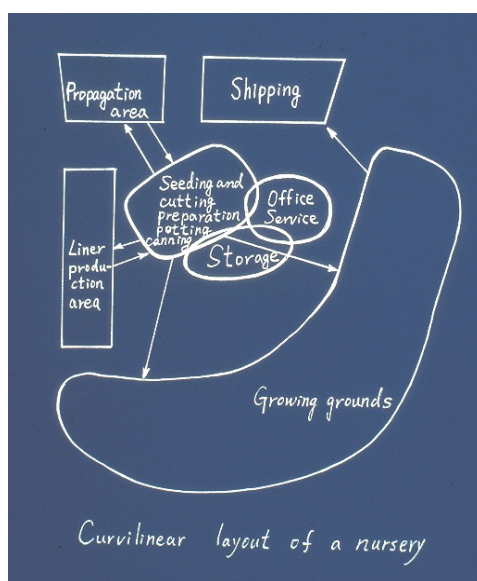 Propagation
area
Shipping
Seeding and
cutting
preparation
potting
canning
Office
Service
Storage
Liner
produ-
ction
area
Growing grounds
Curvilinear layout of a nursery